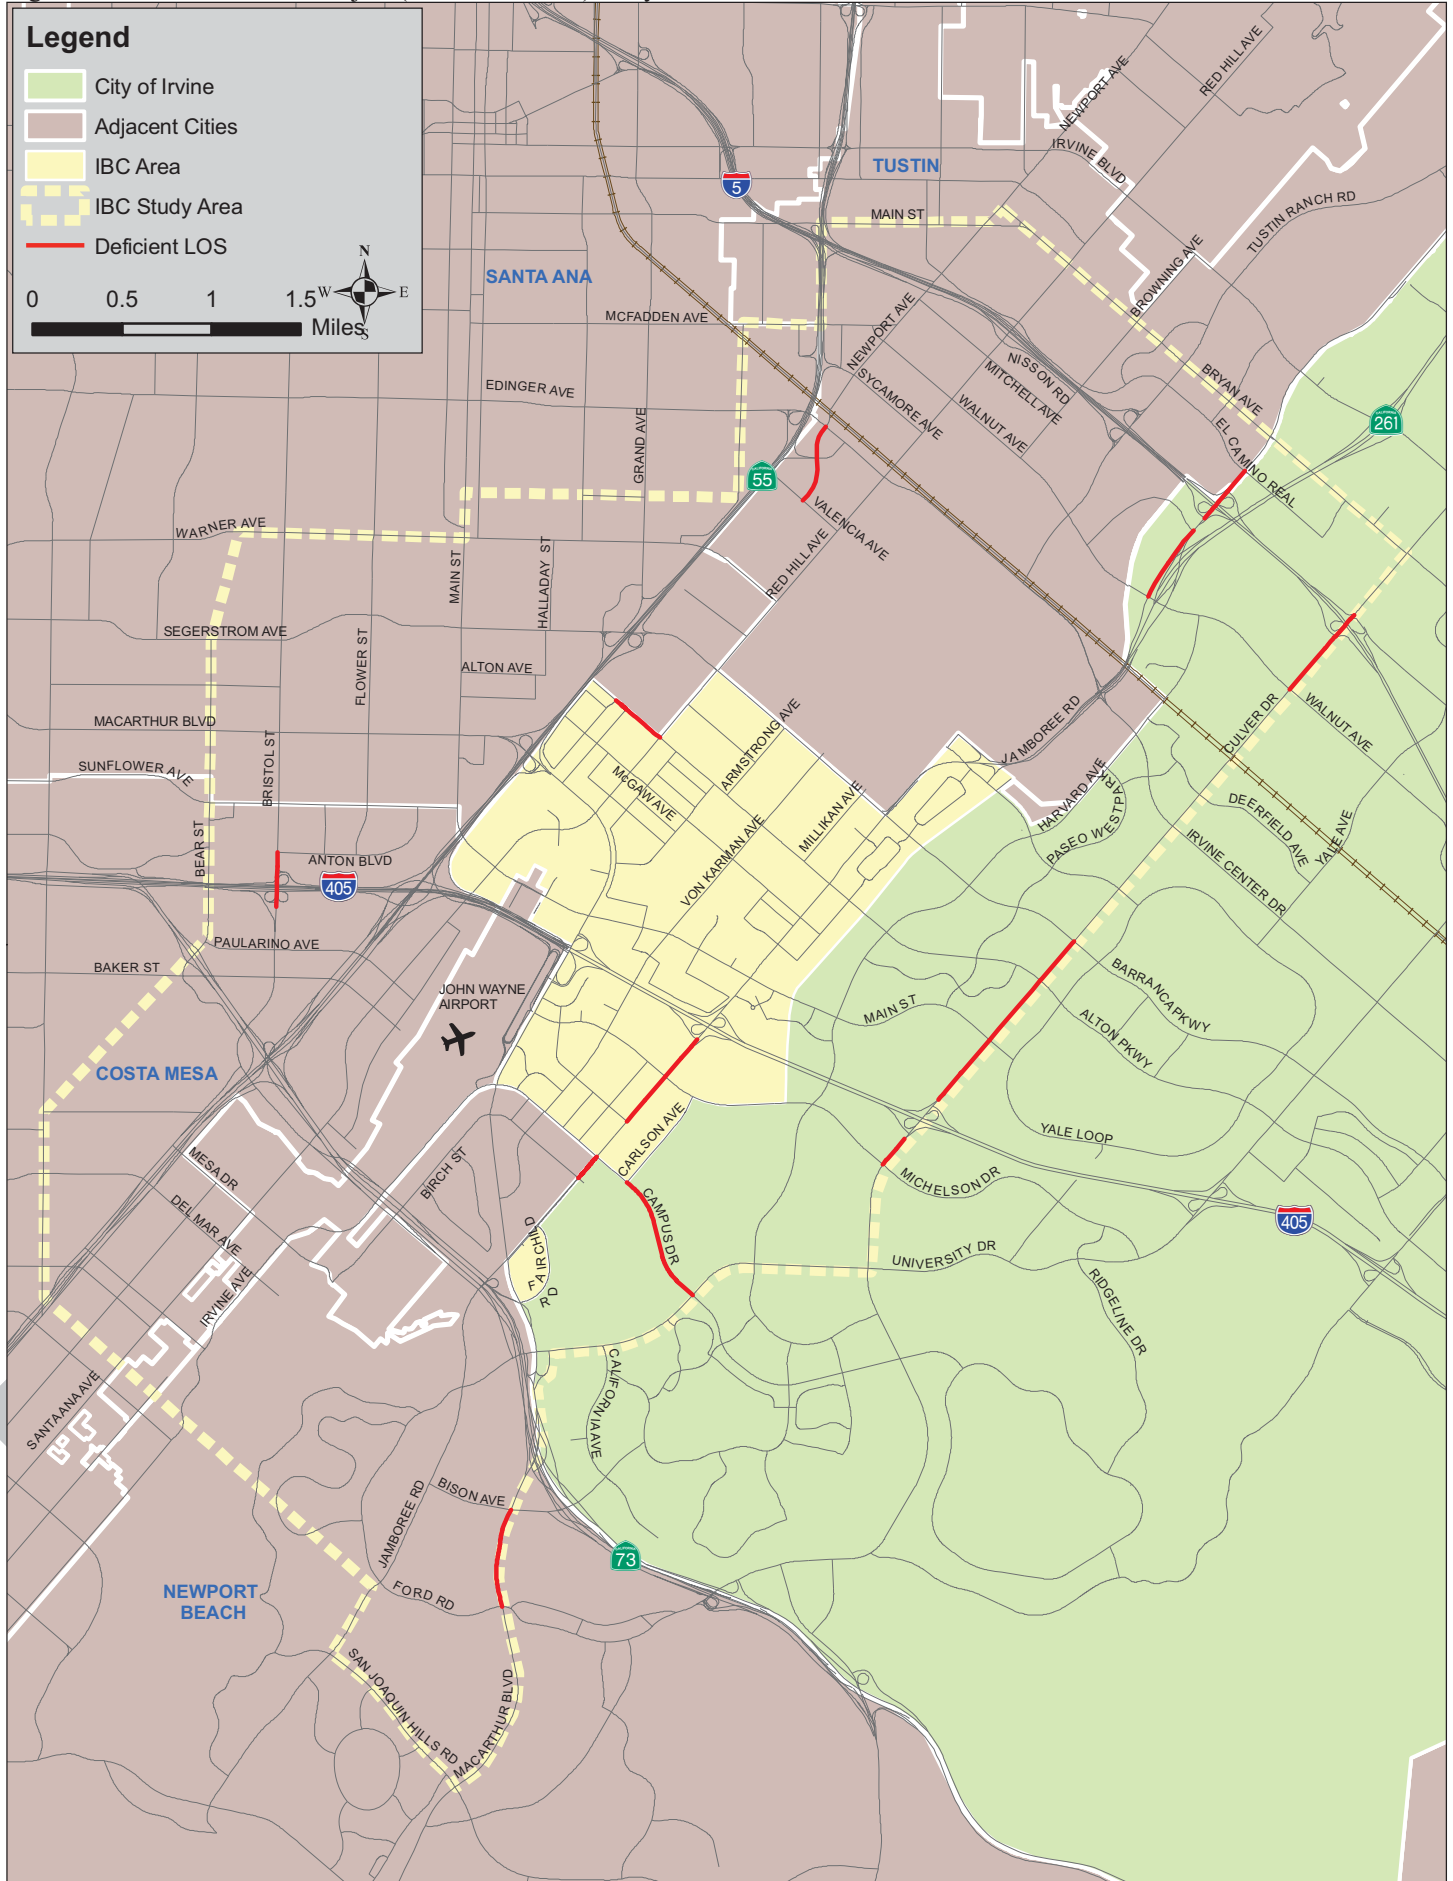 Legend
City of Irvine
Adjacent Cities
IBC Area
IBC Study Area
Deficient LOS
N
W
E
S
0
0.5
1
1.5
Miles
RED HILL AVE
NEWPORT AVE
IRVINE BLVD
TUSTIN
5
TUSTIN RANCH RD
MAIN ST
BROWNING AVE
SANTA ANA
MCFADDEN AVE
NEWPORT AVE
NISSON RD
MITCHELL AVE
SYCAMORE AVE
WALNUT AVE
BRYAN AVE
EDINGER AVE
GRAND AVE
EL CAMINO REAL
261
55
VALENCIA AVE
WARNER AVE
RED HILL AVE
MAIN ST
HALLADAY ST
SEGERSTROM AVE
FLOWER ST
ALTON AVE
MACARTHUR BLVD
BRISTOL ST
SUNFLOWER AVE
ARMSTRONG AVE
JAMBOREE RD
CULVER DR
WALNUT AVE
McGAW AVE
MILLIKAN AVE
HARVARD AVE
PASEO WESTPARK
DEERFIELD AVE
YALE AVE
IRVINE CENTER DR
BEAR ST
ANTON BLVD
405
VON KARMAN AVE
PAULARINO AVE
BAKER ST
JOHN WAYNE
AIRPORT
MAIN ST
BARRANCA PKWY
ALTON PKWY
COSTA MESA
YALE LOOP
CARLSON AVE
MESA DR
BIRCH ST
MICHELSON DR
DEL MAR AVE
CAMPUS DR
405
FAIRCHILD
RD
UNIVERSITY DR
RIDGELINE DR
IRVINE AVE
CALIFORNIA AVE
SANTA ANA AVE
BISON AVE
JAMBOREE RD
73
FORD RD
NEWPORT
BEACH
SAN JOAQUIN HILLS RD
MACARTHUR BLVD